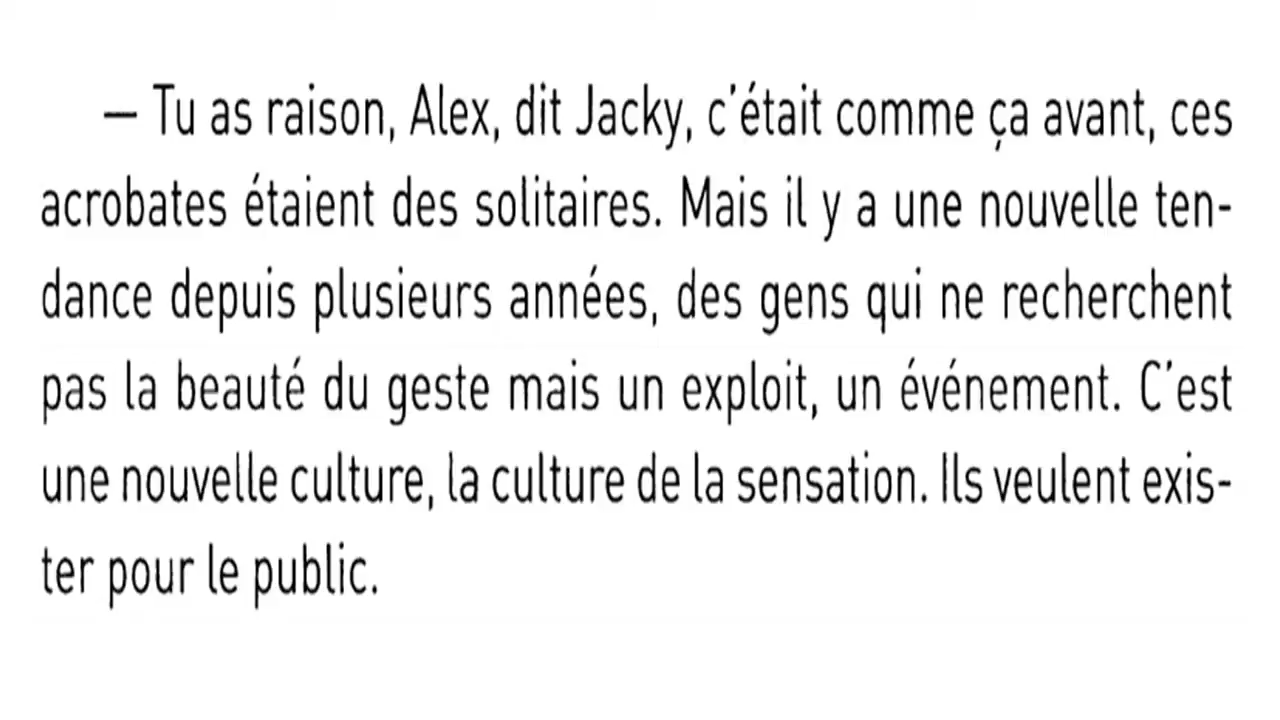 – Tu as raison, Alex, dit Jacky, c'était comme ça avant, ces
acrobates étaient des solitaires. Mais il y a une nouvelle ten-
dance depuis plusieurs années, des gens qui ne recherchent
pas la beauté du geste mais un exploit, un événement. C'est
une nouvelle culture, la culture de la sensation. Ils veulent exis-
ter pour le public.